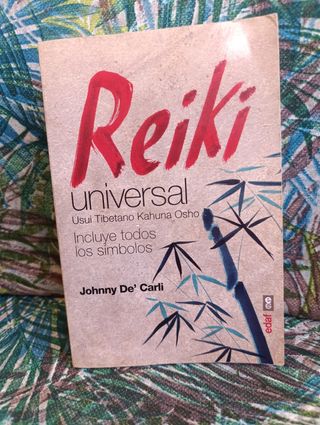 Reiki
universal
Usui Tibetano Kahuna Osho
Incluye todos
los símbolos
Johnny De' Carli
edaf